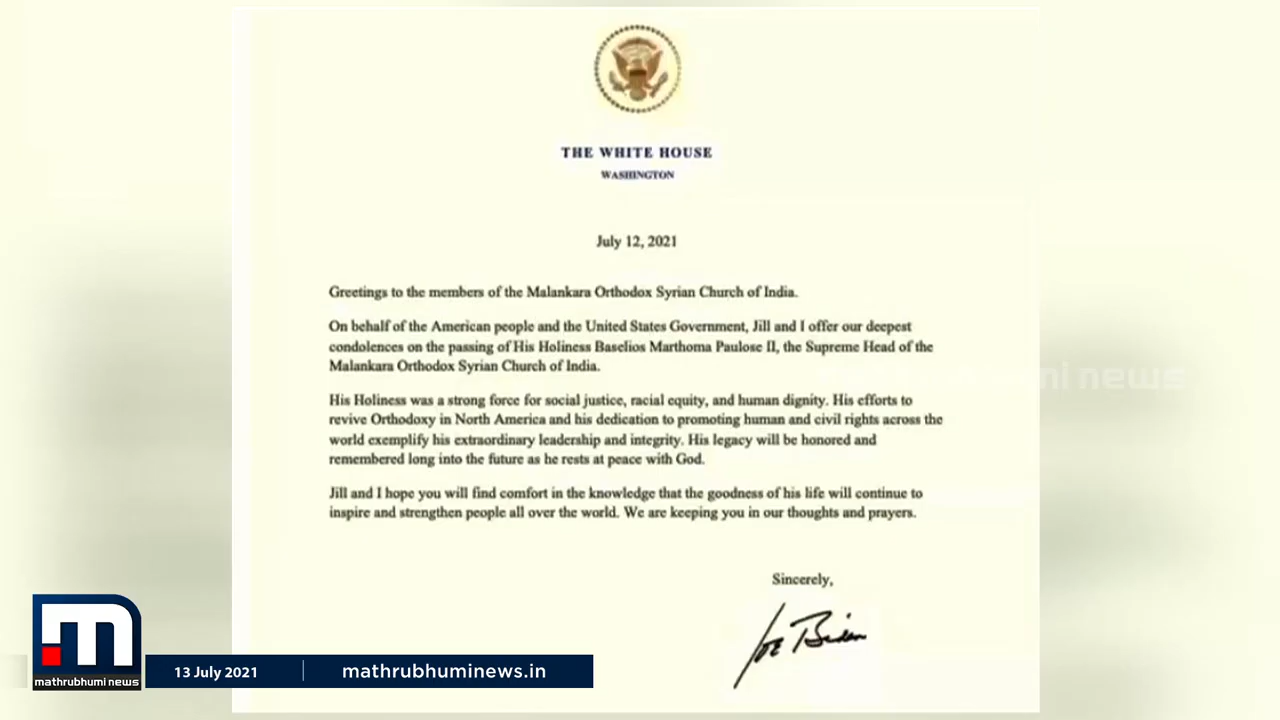 THE WHITE HOUSE
WASHINGTON
July 12, 2021
Greetings to the members of the Malankara Orthodox Syrian Church of India.
On behalf of the American people and the United States Government, Jill and I offer our deepest
condolences on the passing of His Holiness Baselios Marthoma Paulose II, the Supreme Head of the
Malankara Orthodox Syrian Church of India.
His Holiness was a strong force for social justice, racial equity, and human dignity. His efforts to
revive Orthodoxy in North America and his dedication to promoting human and civil rights across the
world exemplify his extraordinary leadership and integrity. His legacy will be honored and
remembered long into the future as he rests at peace with God.
Jill and I hope you will find comfort in the knowledge that the goodness of his life will continue to
inspire and strengthen people all over the world. We are keeping you in our thoughts and prayers.
Sincerely,
Joe Biden
mi news
mathrubhumi news
13 July 2021
mathrubhuminews.in